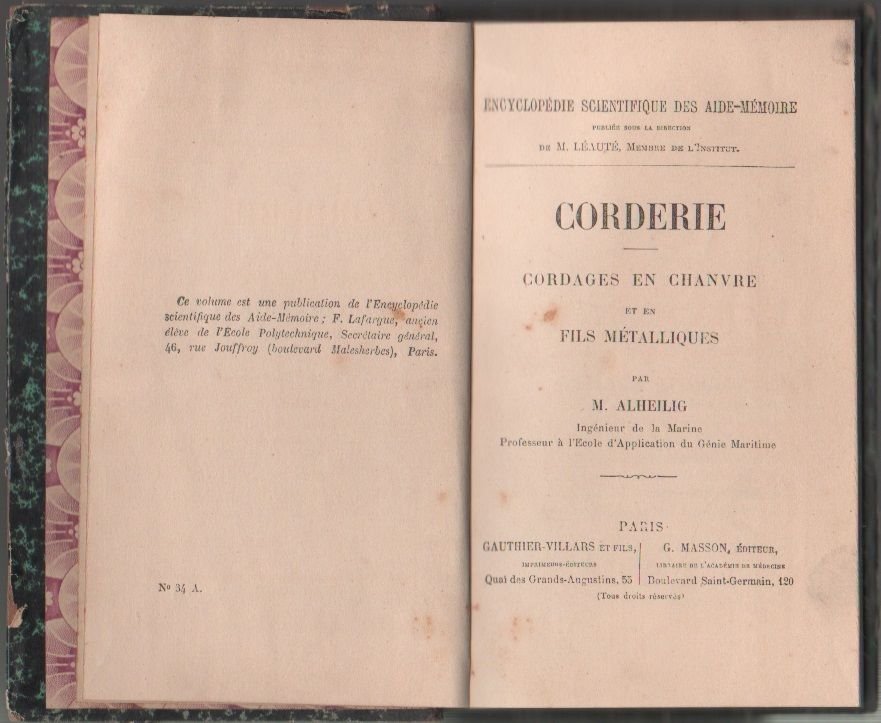 Ce volume est une publication de l'Encyclopédie
scientifique des Aide-Mémoire ; F. Lafargue, ancien
élève de l'Ecole Polytechnique, Secrétaire général,
46, rue Jouffroy (boulevard Malesherbes), Paris.
No 34 A.
ENCYCLOPÉDIE SCIENTIFIQUE DES AIDE-MÉMOIRE
PUBLIÉE SOUS LA DIRECTION
DE M. LÉAUTÉ, MEMBRE DE L'INSTITUT.
CORDERIE
CORDAGES EN CHANVRE
ET EN
FILS MÉTALLIQUES
PAR
M. ALHEILIG
Ingénieur de la Marine
Professeur à l'Ecole d'Application du Génie Maritime
PARIS
GAUTHIER-VILLARS ET FILS, G. MASSON, ÉDITEUR,
IMPRIMEURS-ÉDITEURS LIBRAIRE DE L'ACADÉMIE DE MÉDECINE
Quai des Grands-Augustins, 55 Boulevard Saint-Germain, 120
(Tous droits réservés)